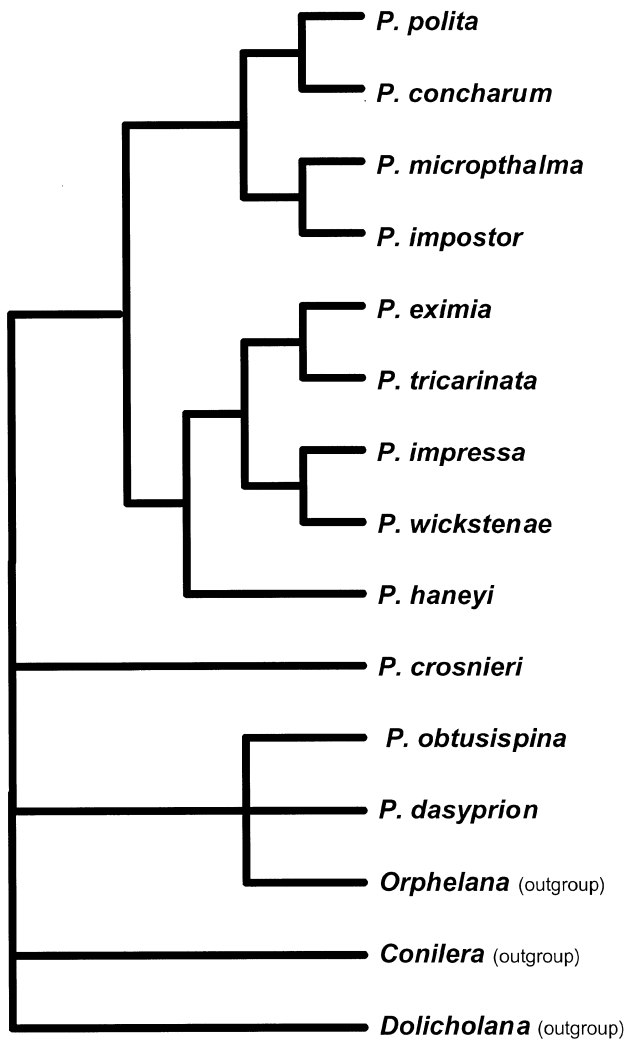 P. polita
P. concharum
P. micropthalma
P. impostor
P. eximia
P. tricarinata
P. impressa
P. wickstenae
P. haneyi
P. crosnieri
P. obtusispina
P. dasyprion
Orphelana (outgroup)
Conilera (outgroup)
Dolicholana (outgroup)